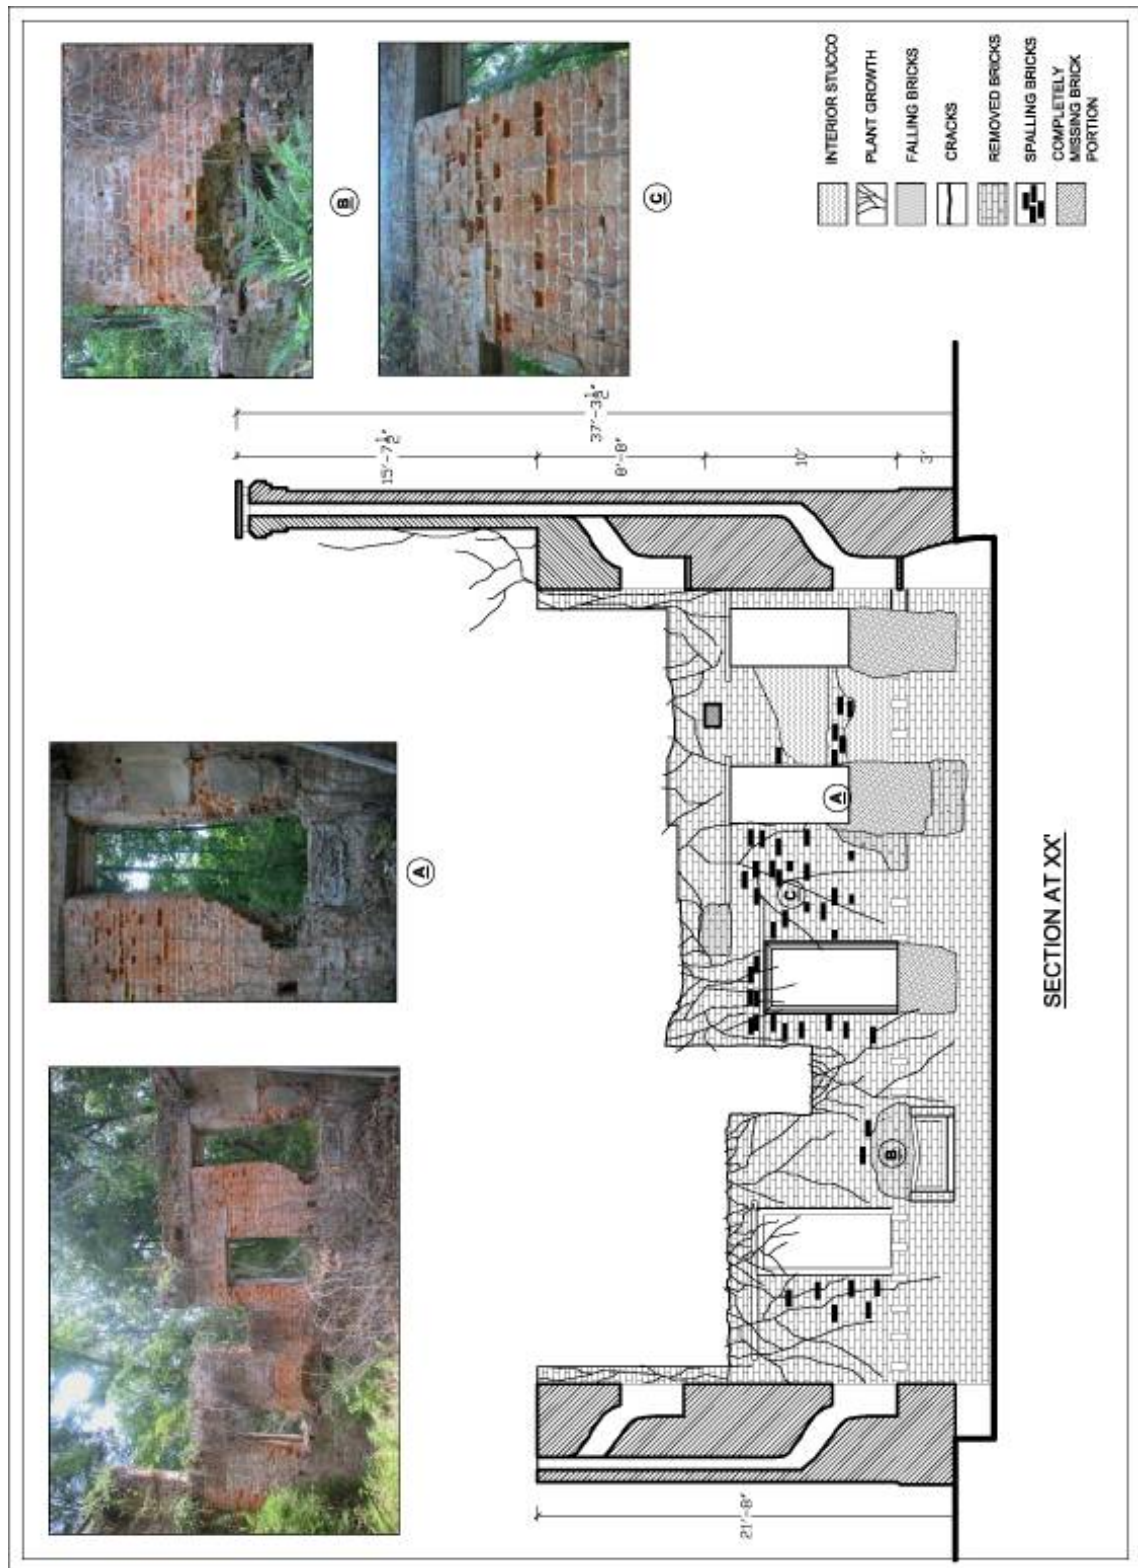 B
C
A
INTERIOR STUCCO
PLANT GROWTH
FALLING BRICKS
CRACKS
REMOVED BRICKS
SPALLING BRICKS
COMPLETELY
MISSING BRICK
PORTION
15'-7½"
37'-3½"
8'-8"
10'
3'
21'-8"
A
C
B
SECTION AT XX'